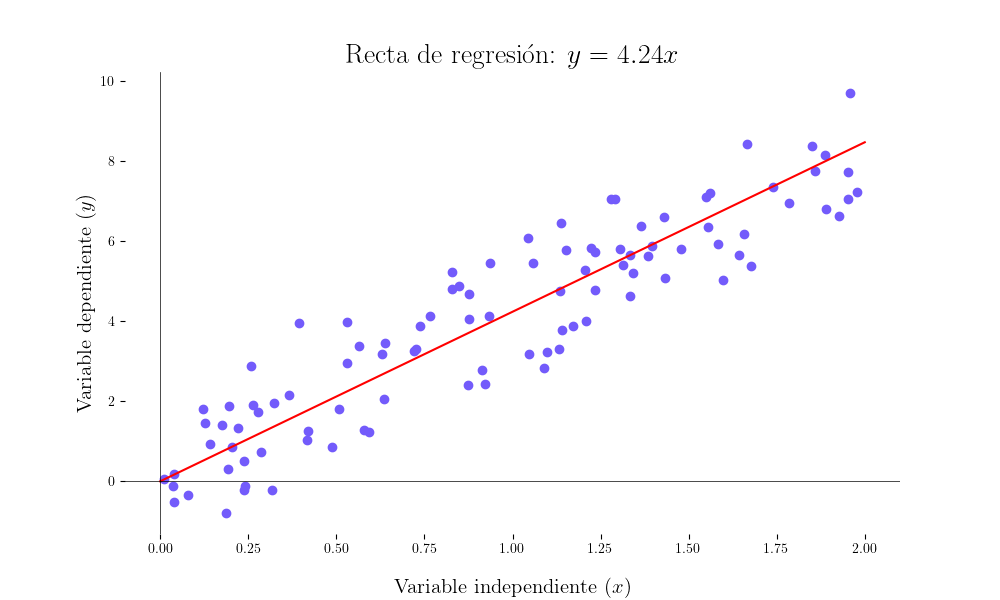 Recta de regresión: y = 4.24x
10
8
6
4
2
0
Variable dependiente (y)
0.00 0.25 0.50 0.75 1.00 1.25 1.50 1.75 2.00
Variable independiente (x)